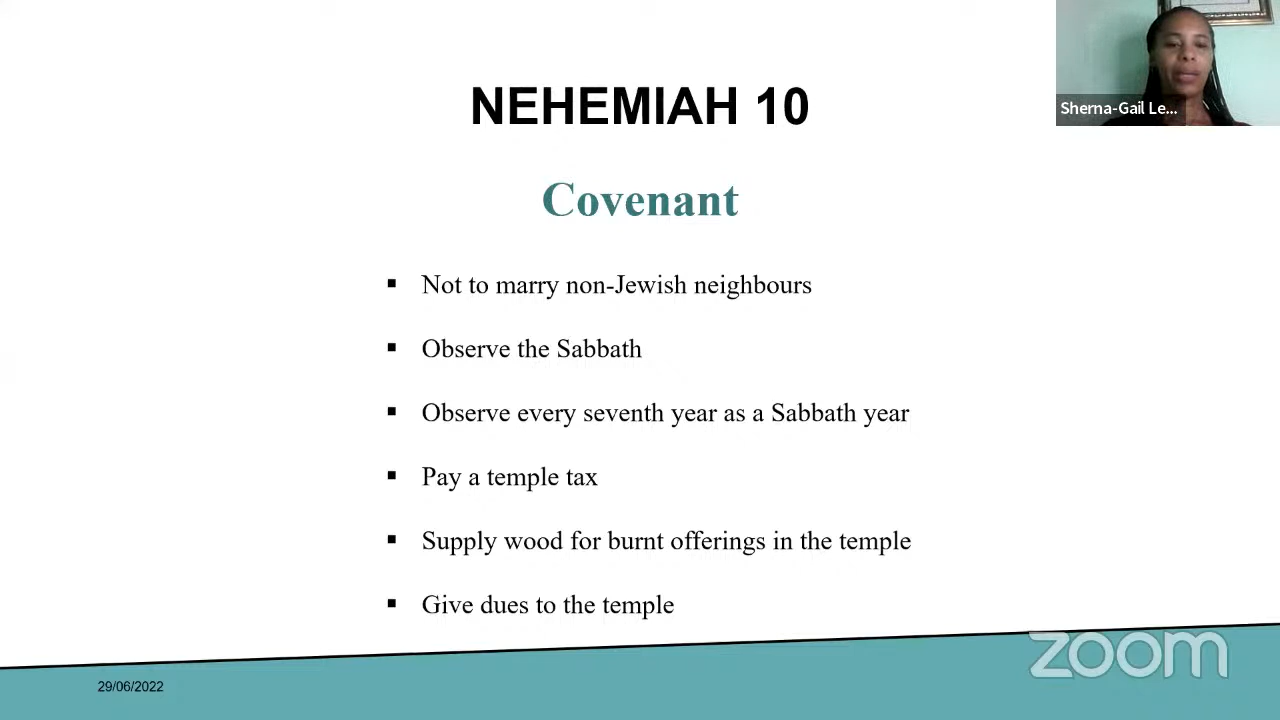 NEHEMIAH 10
Sherna-Gail Le...
Covenant
▪ Not to marry non-Jewish neighbours
▪ Observe the Sabbath
▪ Observe every seventh year as a Sabbath year
▪ Pay a temple tax
▪ Supply wood for burnt offerings in the temple
▪ Give dues to the temple
zoom
29/06/2022